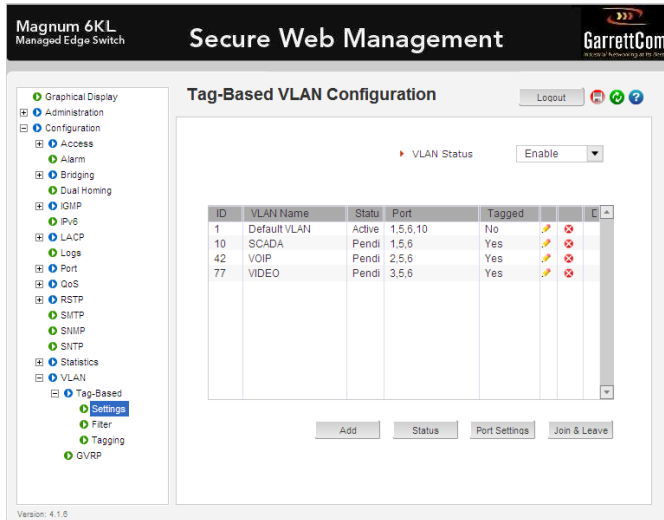 Magnum 6KL
Managed Edge Switch
Secure Web Management
GarrettCom
Graphical Display
Administration
Configuration
Access
Alarm
Bridging
Dual Homing
IGMP
IPv6
LACP
Logs
Port
QoS
RSTP
SMTP
SNMP
SNTP
Statistics
VLAN
Tag-Based
Settings
Filter
Tagging
GVRP
Version: 4.1.6
Tag-Based VLAN Configuration
Logout
VLAN Status Enable
ID VLAN Name Statu Port Tagged
1 Default VLAN Active 1,5,6,10 No
10 SCADA Pendi 1,5,6 Yes
42 VOIP Pendi 2,5,6 Yes
77 VIDEO Pendi 3,5,6 Yes
Add Status Port Settings Join & Leave